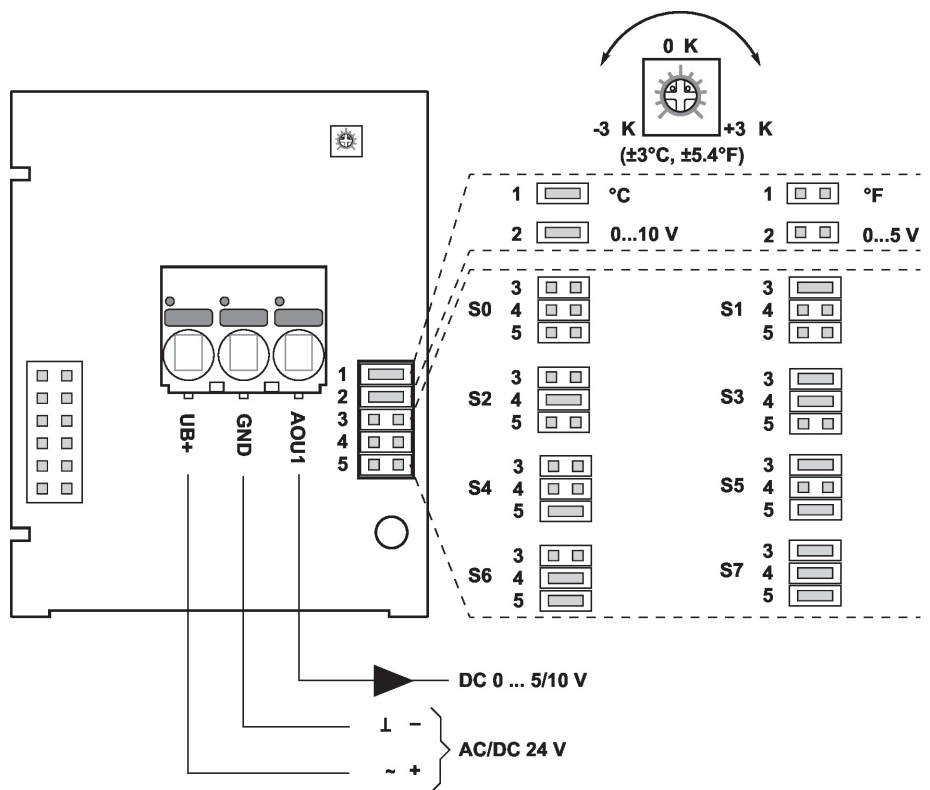 0 K
-3 K +3 K
(±3°C, ±5.4°F)
1 °C 1 °F
2 0...10 V 2 0...5 V
S0 3 4 5 S1 3 4 5
S2 3 4 5 S3 3 4 5
S4 3 4 5 S5 3 4 5
S6 3 4 5 S7 3 4 5
1
2
3
4
5
UB+ GND AOU1
DC 0 ... 5/10 V
⊥ –
AC/DC 24 V
~ +